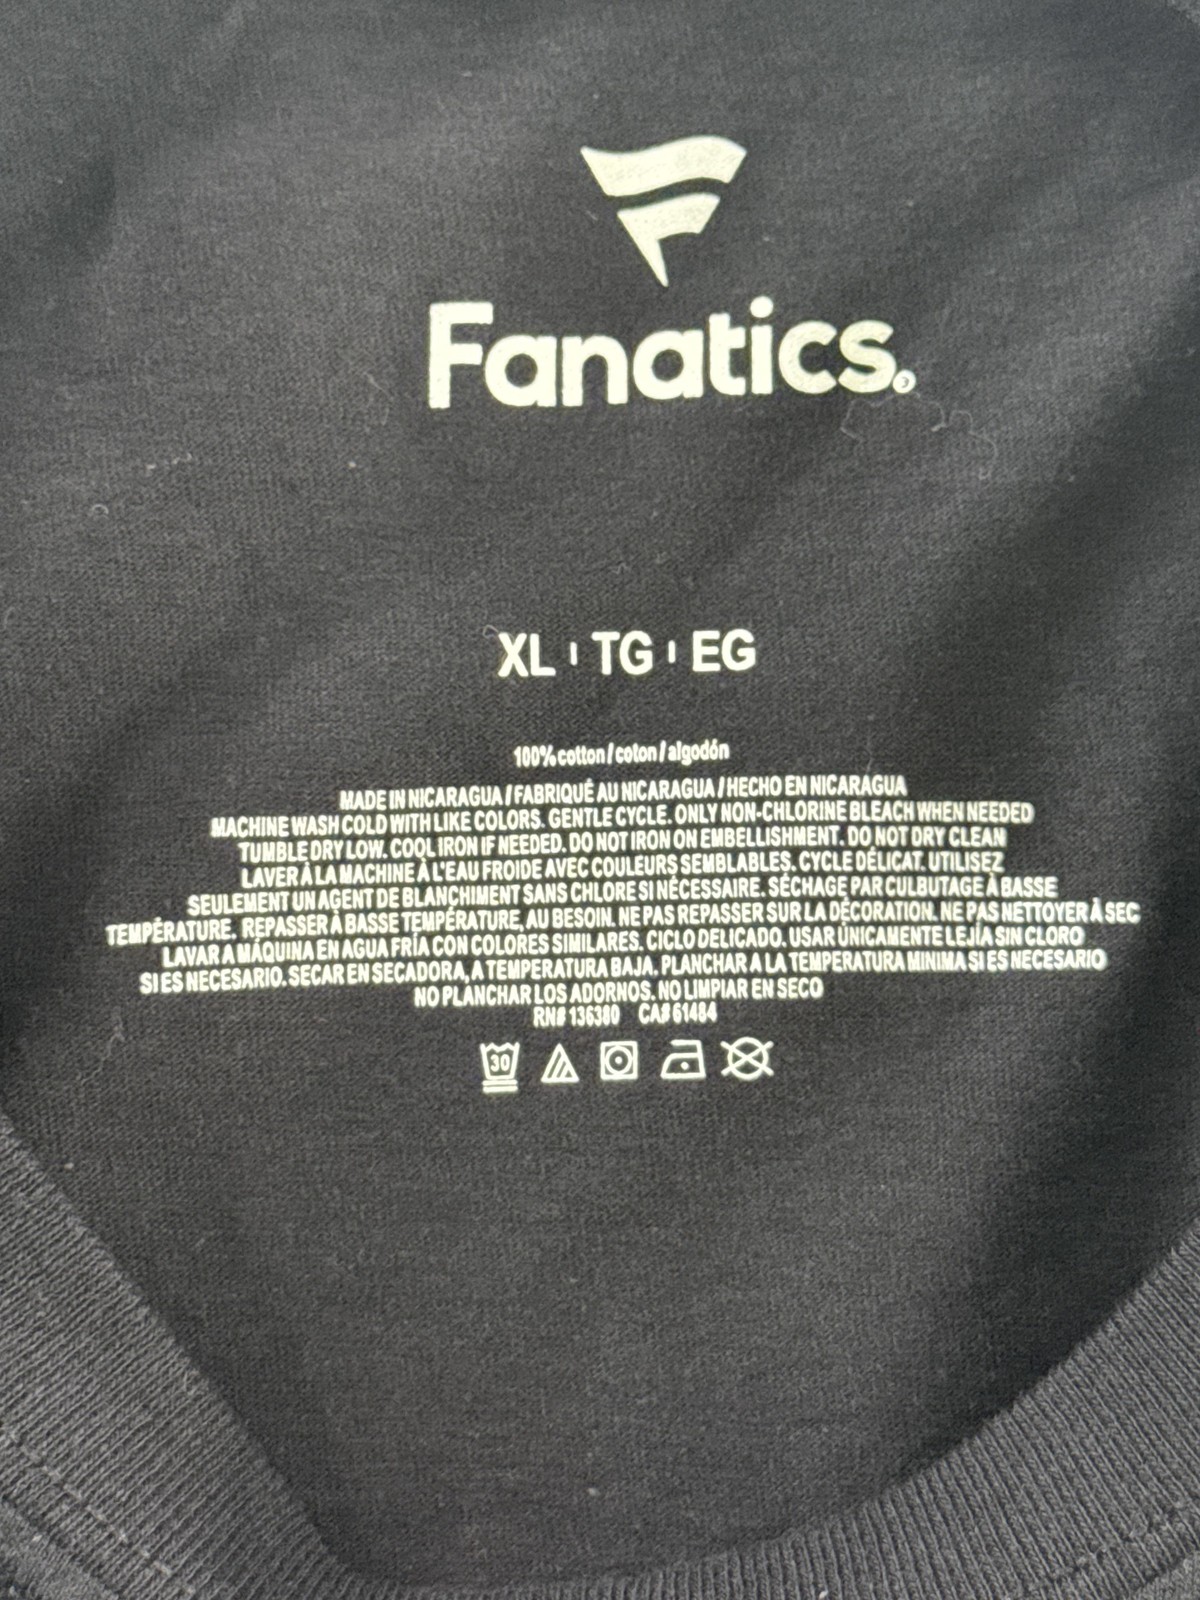 Fanatics.
XL | TG | EG
100% cotton / coton / algodón
MADE IN NICARAGUA / FABRIQUÉ AU NICARAGUA / HECHO EN NICARAGUA
MACHINE WASH COLD WITH LIKE COLORS. GENTLE CYCLE. ONLY NON-CHLORINE BLEACH WHEN NEEDED
TUMBLE DRY LOW. COOL IRON IF NEEDED. DO NOT IRON ON EMBELLISHMENT. DO NOT DRY CLEAN
LAVER À LA MACHINE À L'EAU FROIDE AVEC COULEURS SEMBLABLES. CYCLE DÉLICAT. UTILISEZ
SEULEMENT UN AGENT DE BLANCHIMENT SANS CHLORE SI NÉCESSAIRE. SÉCHAGE PAR CULBUTAGE À BASSE
TEMPÉRATURE. REPASSER À BASSE TEMPÉRATURE, AU BESOIN. NE PAS REPASSER SUR LA DÉCORATION. NE PAS NETTOYER À SEC
LAVAR A MÁQUINA EN AGUA FRÍA CON COLORES SIMILARES. CICLO DELICADO. USAR ÚNICAMENTE LEJÍA SIN CLORO
SI ES NECESARIO. SECAR EN SECADORA, A TEMPERATURA BAJA. PLANCHAR A LA TEMPERATURA MINIMA SI ES NECESARIO
NO PLANCHAR LOS ADORNOS. NO LIMPIAR EN SECO
RN# 136380 CA# 61484
30